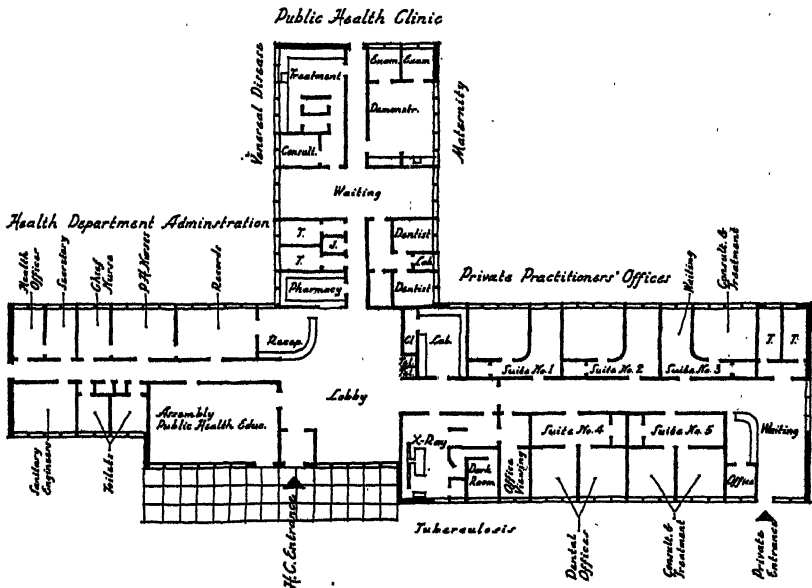 Public Health Clinic
Venereal Disease
Treatment
Exam.
Exam
Demonstr.
Maternity
Consult.
Waiting
T.
J.
T.
Dentist
Lab.
Dentist
Pharmacy
Health Department Adminstration
Health Officer
Secretary
Chief Nurse
P.H. Nurses
Records
Private Practitioners' Offices
Waiting
Consult. & Treatment
Recep.
Cl
Lab.
Suite No. 1
Suite No. 2
Suite No. 3
T.
T.
Lobby
Assembly
Public Health Educ.
Sanitary Engineers
Toilets
X-Ray
Dark Room
Office Viewing
Suite No. 4
Suite No. 5
Waiting
Office
H.C. Entrance
Tuberculosis
Dental Offices
Consult. & Treatment
Private Entrance